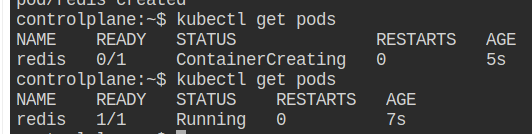 pod/redis created
controlplane:~$ kubectl get pods
NAME    READY   STATUS              RESTARTS   AGE
redis   0/1     ContainerCreating   0          5s
controlplane:~$ kubectl get pods
NAME    READY   STATUS    RESTARTS   AGE
redis   1/1     Running   0          7s
controlplane:~$